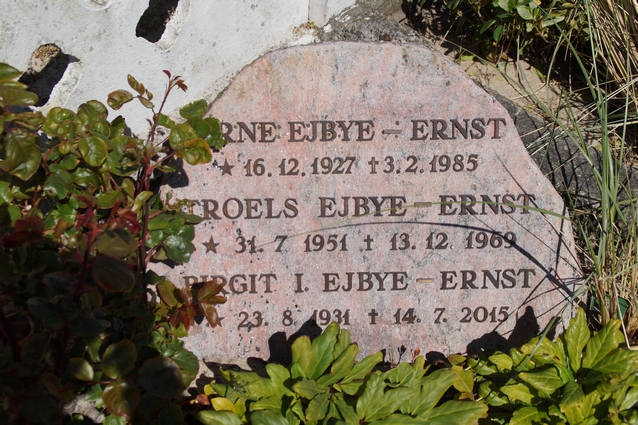 ARNE EJBYE – ERNST
★ 16. 12. 1927 † 3. 2. 1985
TROELS EJBYE – ERNST
★ 31. 7 1951 † 13. 12. 1969
BIRGIT I. EJBYE – ERNST
23. 8. 1931 † 14. 7. 2015